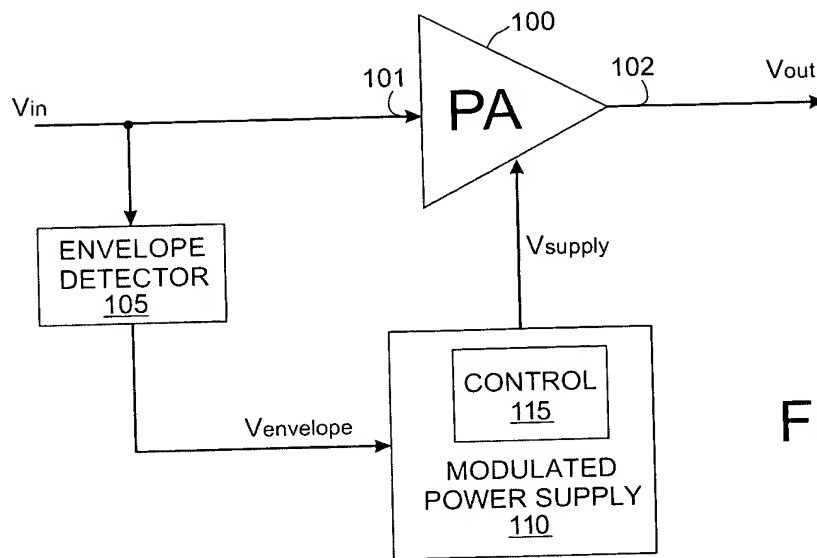 100
102
Vout
101
Vin
PA
ENVELOPE
DETECTOR
105
Vsupply
CONTROL
115
Venvelope
MODULATED
POWER SUPPLY
110
F